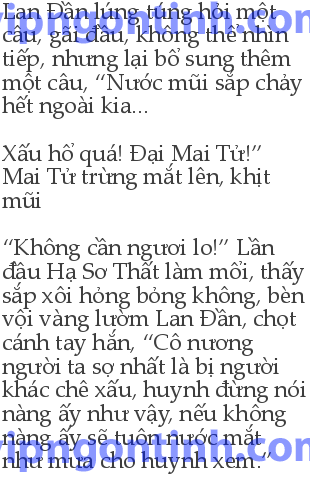 Lan Đần lúng túng hỏi một
câu, gãi đầu, không thể nhìn
tiếp, nhưng lại bổ sung thêm
một câu, “Nước mũi sắp chảy
hết ngoài kia...
Xấu hổ quá! Đại Mai Tử!”
Mai Tử trừng mắt lên, khịt
mũi
“Không cần ngươi lo!” Lần
đầu Hạ Sơ Thất làm mối, thấy
sắp xôi hỏng bỏng không, bèn
vội vàng lườm Lan Đần, chọt
cánh tay hắn, “Cô nương
người ta sợ nhất là bị người
khác chê xấu, huynh đừng nói
nàng ấy như vậy, nếu không
nàng ấy sẽ tuôn nước mắt
như mưa cho huynh xem.”
vipngontinh.com
vipngontinh.com